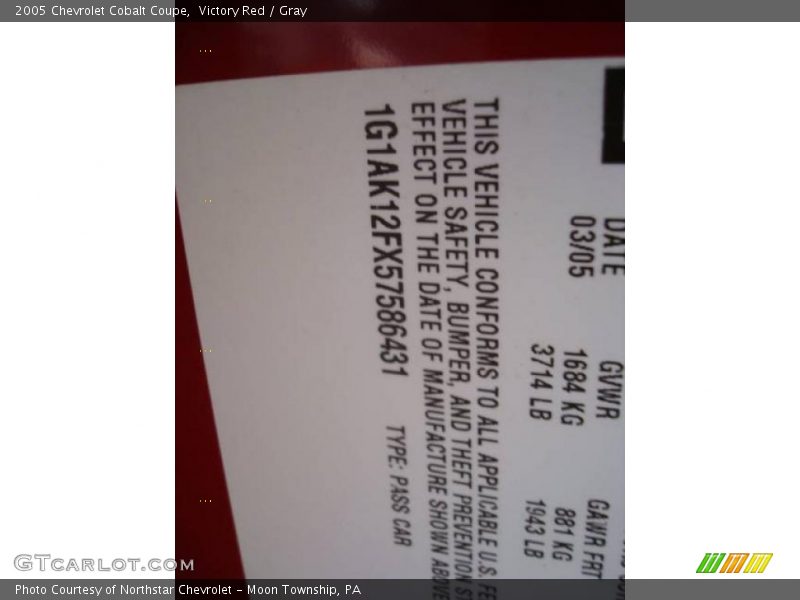 2005 Chevrolet Cobalt Coupe, Victory Red / Gray
DATE GVWR GAWR FRT
03/05 1684 KG 881 KG
3714 LB 1943 LB
THIS VEHICLE CONFORMS TO ALL APPLICABLE U.S. FE
VEHICLE SAFETY, BUMPER, AND THEFT PREVENTION S
EFFECT ON THE DATE OF MANUFACTURE SHOWN ABOVE
1G1AK12FX57586431 TYPE: PASS CAR
GTcarlot.com
Photo Courtesy of Northstar Chevrolet - Moon Township, PA